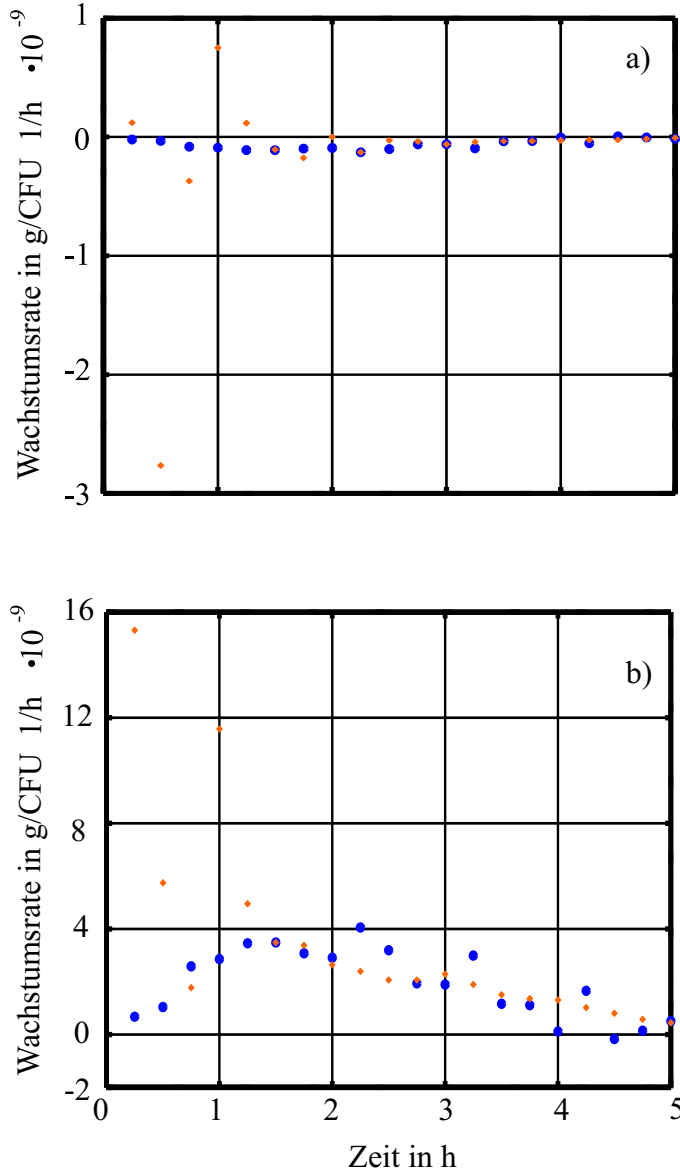 1
a)
0
-1
-2
-3
Wachstumsrate in g/CFU 1/h •10⁻⁹
16
b)
12
8
4
0
-2
Wachstumsrate in g/CFU 1/h •10⁻⁹
0 1 2 3 4 5
Zeit in h